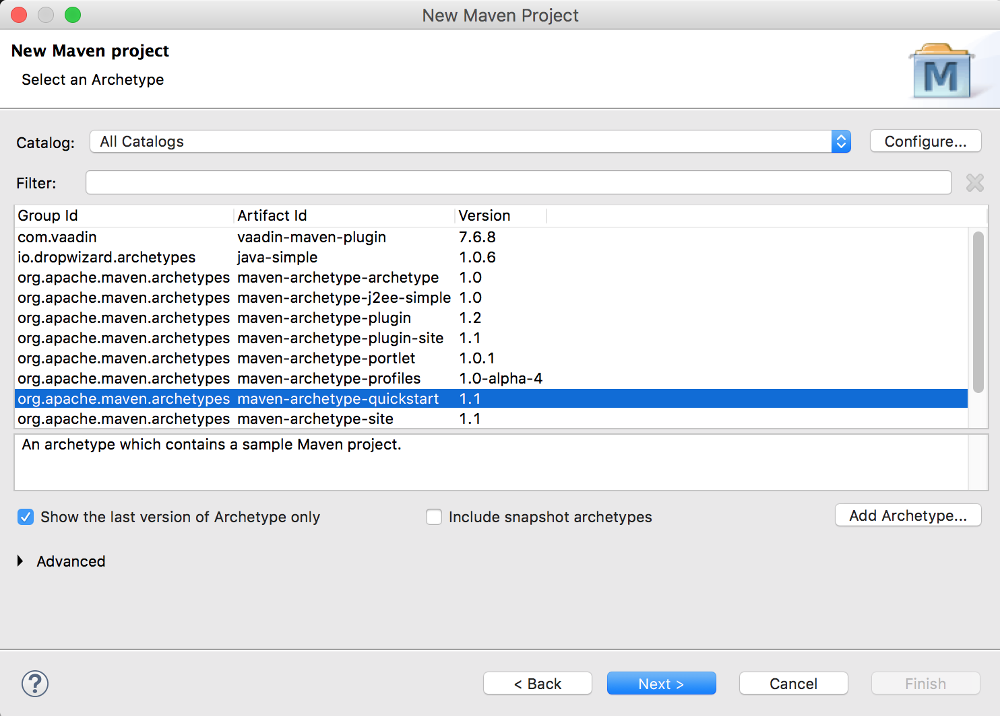 New Maven Project
New Maven project
Select an Archetype
M
Catalog: All Catalogs Configure...
Filter:
Group Id Artifact Id Version
com.vaadin vaadin-maven-plugin 7.6.8
io.dropwizard.archetypes java-simple 1.0.6
org.apache.maven.archetypes maven-archetype-archetype 1.0
org.apache.maven.archetypes maven-archetype-j2ee-simple 1.0
org.apache.maven.archetypes maven-archetype-plugin 1.2
org.apache.maven.archetypes maven-archetype-plugin-site 1.1
org.apache.maven.archetypes maven-archetype-portlet 1.0.1
org.apache.maven.archetypes maven-archetype-profiles 1.0-alpha-4
org.apache.maven.archetypes maven-archetype-quickstart 1.1
org.apache.maven.archetypes maven-archetype-site 1.1
An archetype which contains a sample Maven project.
Show the last version of Archetype only Include snapshot archetypes Add Archetype...
Advanced
? < Back Next > Cancel Finish